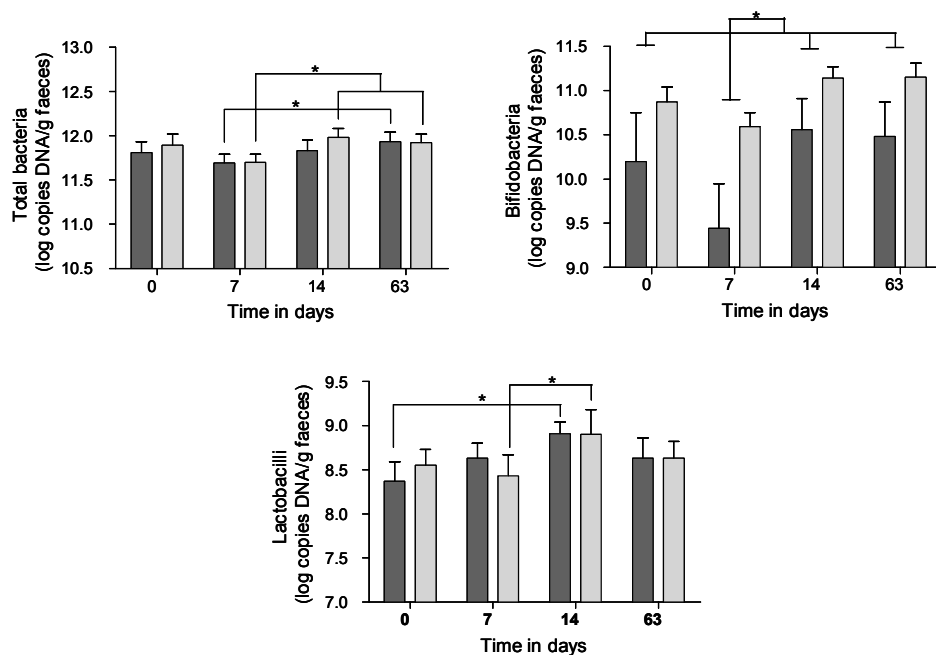 Total bacteria
(log copies DNA/g faeces)
13.0
12.5
12.0
11.5
11.0
10.5
*
*
0 7 14 63
Time in days
Bifidobacteria
(log copies DNA/g faeces)
11.5
11.0
10.5
10.0
9.5
9.0
*
0 7 14 63
Time in days
Lactobacilli
(log copies DNA/g faeces)
9.5
9.0
8.5
8.0
7.5
7.0
*
*
0 7 14 63
Time in days